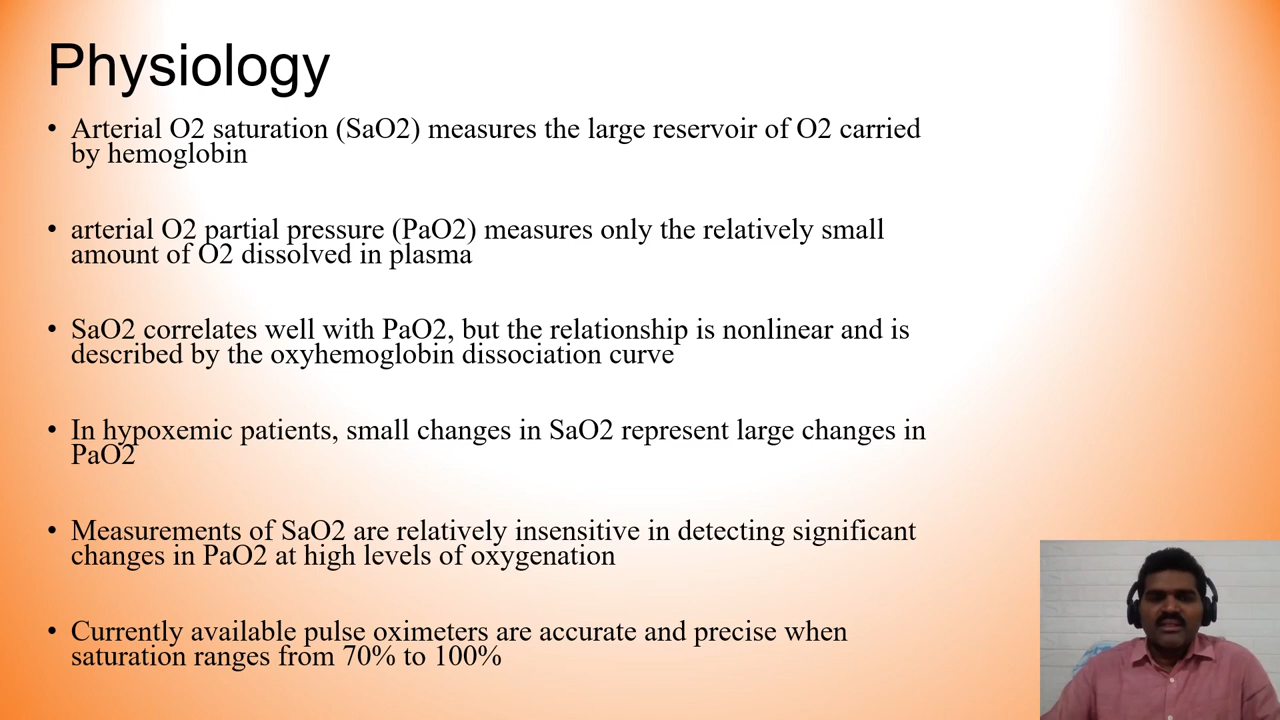 Physiology
• Arterial O2 saturation (SaO2) measures the large reservoir of O2 carried
by hemoglobin
• arterial O2 partial pressure (PaO2) measures only the relatively small
amount of O2 dissolved in plasma
• SaO2 correlates well with PaO2, but the relationship is nonlinear and is
described by the oxyhemoglobin dissociation curve
• In hypoxemic patients, small changes in SaO2 represent large changes in
PaO2
• Measurements of SaO2 are relatively insensitive in detecting significant
changes in PaO2 at high levels of oxygenation
• Currently available pulse oximeters are accurate and precise when
saturation ranges from 70% to 100%